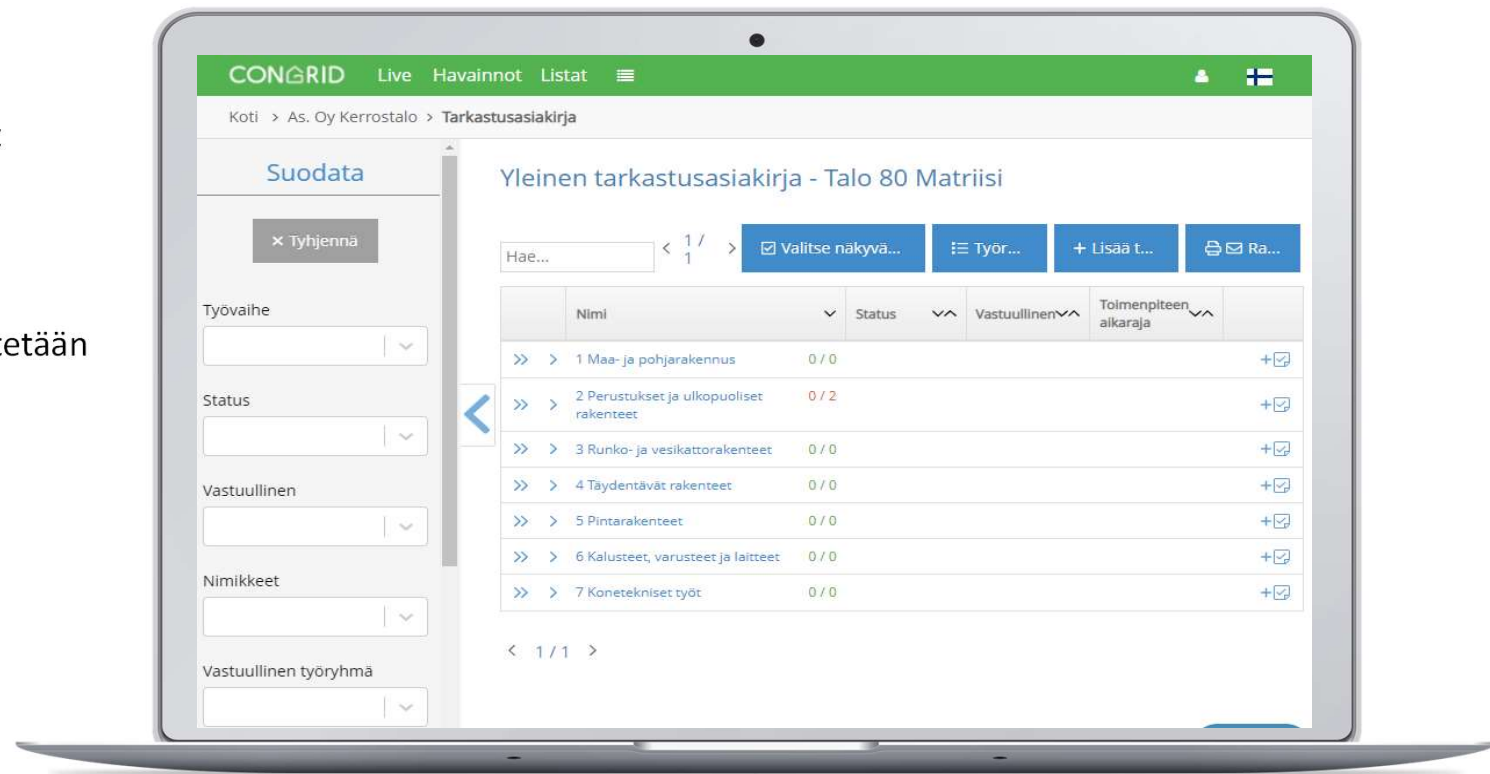 CONGRID Live Havainnot Listat
Koti > As. Oy Kerrostalo > Tarkastusasiakirja
Suodata
× Tyhjennä
Työvaihe
Status
Vastuullinen
Nimikkeet
Vastuullinen työryhmä
Yleinen tarkastusasiakirja - Talo 80 Matriisi
Hae...
< 1 / 1 >
Valitse näkyvä...
Työr...
+ Lisää t...
Ra...
Nimi Status Vastuullinen Toimenpiteen
aikaraja
1 Maa- ja pohjarakennus 0 / 0
2 Perustukset ja ulkopuoliset 0 / 2
rakenteet
3 Runko- ja vesikattorakenteet 0 / 0
4 Täydentävät rakenteet 0 / 0
5 Pintarakenteet 0 / 0
6 Kalusteet, varusteet ja laitteet 0 / 0
7 Konetekniset työt 0 / 0
< 1 / 1 >